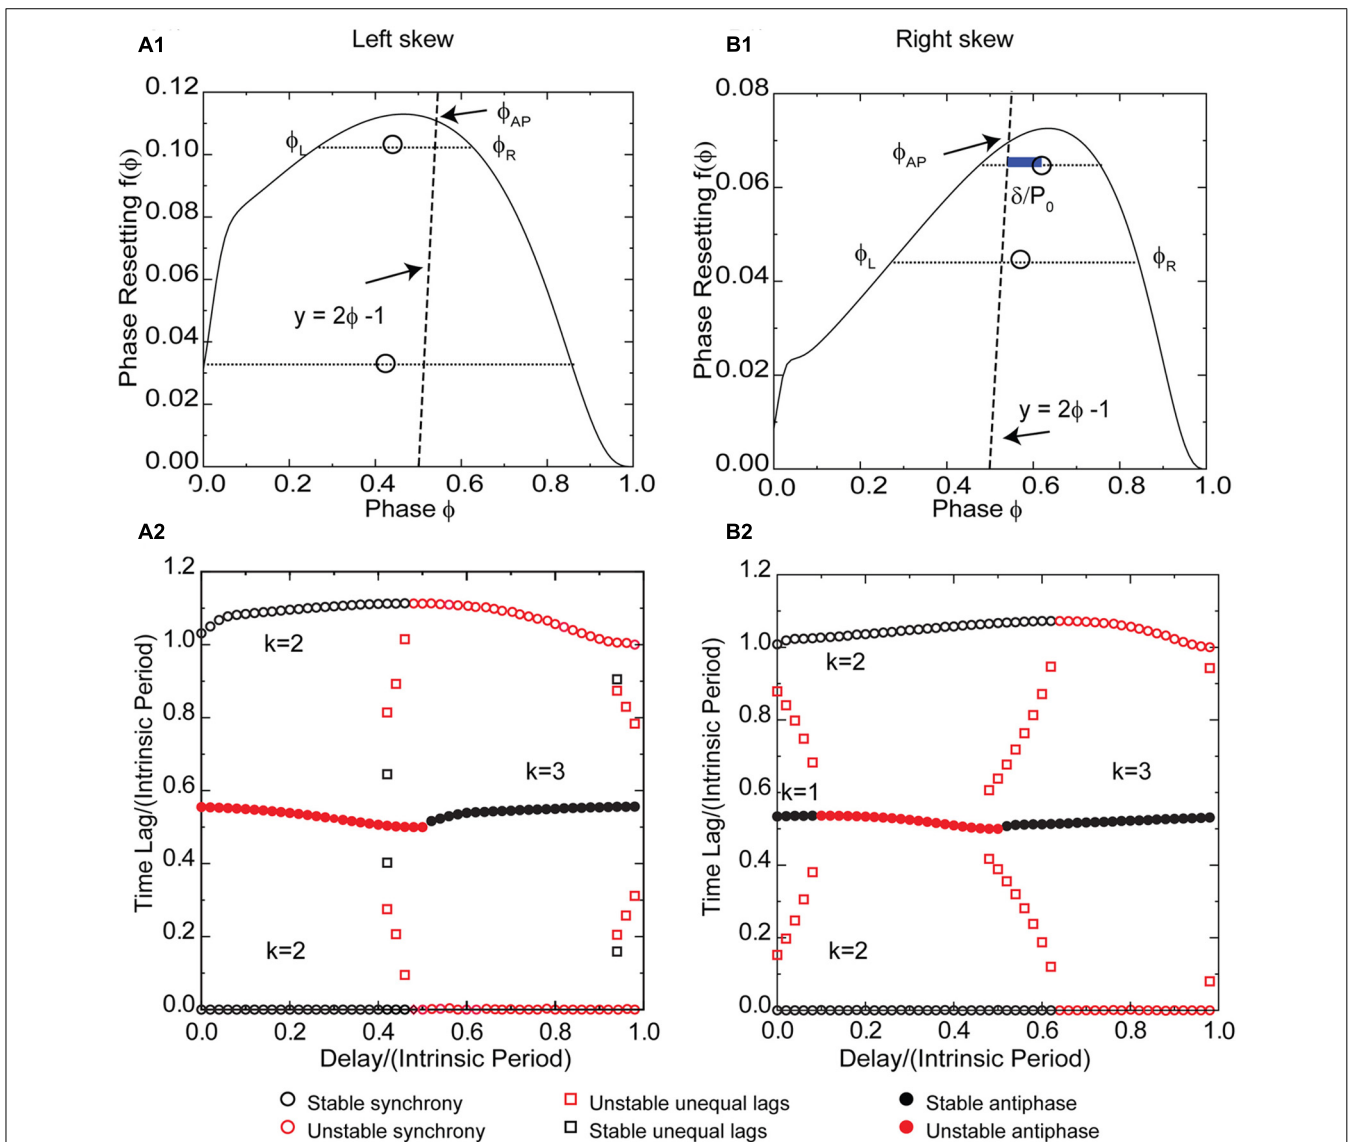 A1
Left skew
0.12
0.10
0.08
0.06
0.04
0.02
0.00
Phase Resetting f(ϕ)
ϕL
ϕAP
ϕR
y = 2ϕ -1
0.0 0.2 0.4 0.6 0.8 1.0
Phase ϕ
B1
Right skew
0.08
0.06
0.04
0.02
0.00
Phase Resetting f(ϕ)
ϕAP
δ/P0
ϕL
ϕR
y = 2ϕ -1
0.0 0.2 0.4 0.6 0.8 1.0
Phase ϕ
A2
1.2
1.0
0.8
0.6
0.4
0.2
0.0
Time Lag/(Intrinsic Period)
k=2
k=3
k=2
0.0 0.2 0.4 0.6 0.8 1.0
Delay/(Intrinsic Period)
B2
1.2
1.0
0.8
0.6
0.4
0.2
0.0
Time Lag/(Intrinsic Period)
k=2
k=3
k=1
k=2
0.0 0.2 0.4 0.6 0.8 1.0
Delay/(Intrinsic Period)
Stable synchrony
Unstable synchrony
Unstable unequal lags
Stable unequal lags
Stable antiphase
Unstable antiphase